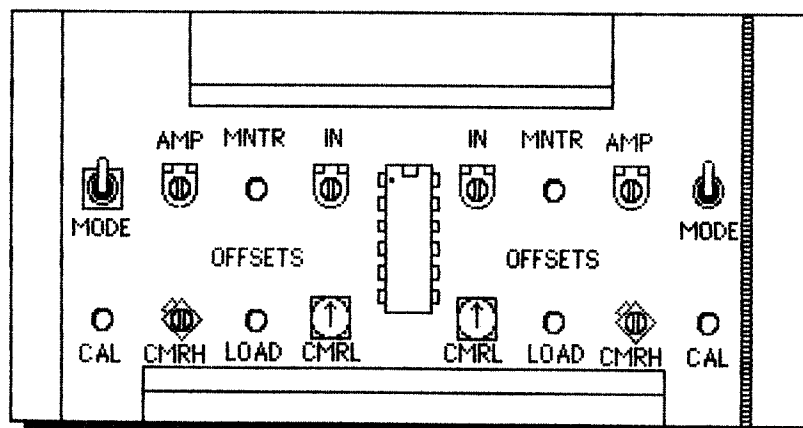 AMP MNTR IN IN MNTR AMP
MODE MODE
OFFSETS OFFSETS
CAL CMRH LOAD CMRL CMRL LOAD CMRH CAL